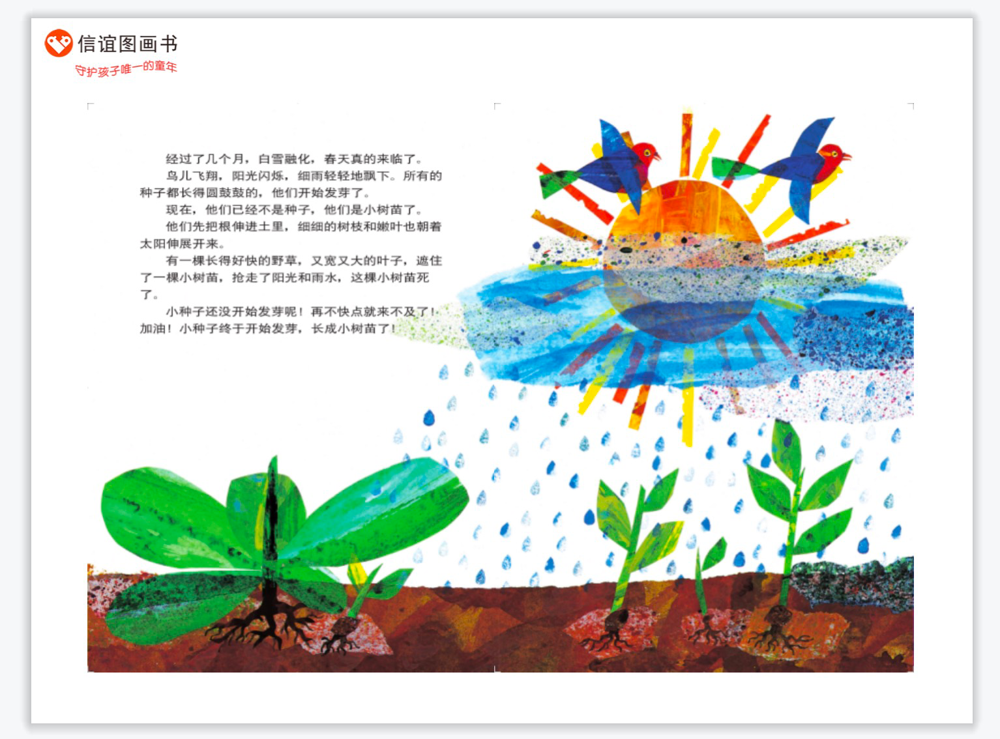 信谊图画书
守护孩子唯一的童年
经过了几个月，白雪融化，春天真的来临了。
鸟儿飞翔，阳光闪烁，细雨轻轻地飘下。所有的
种子都长得圆鼓鼓的，他们开始发芽了。
现在，他们已经不是种子，他们是小树苗了。
他们先把根伸进土里，细细的树枝和嫩叶也朝着
太阳伸展开来。
有一棵长得好快的野草，又宽又大的叶子，遮住
了一棵小树苗，抢走了阳光和雨水，这棵小树苗死
了。
小种子还没开始发芽呢！再不快点就来不及了！
加油！小种子终于开始发芽，长成小树苗了！